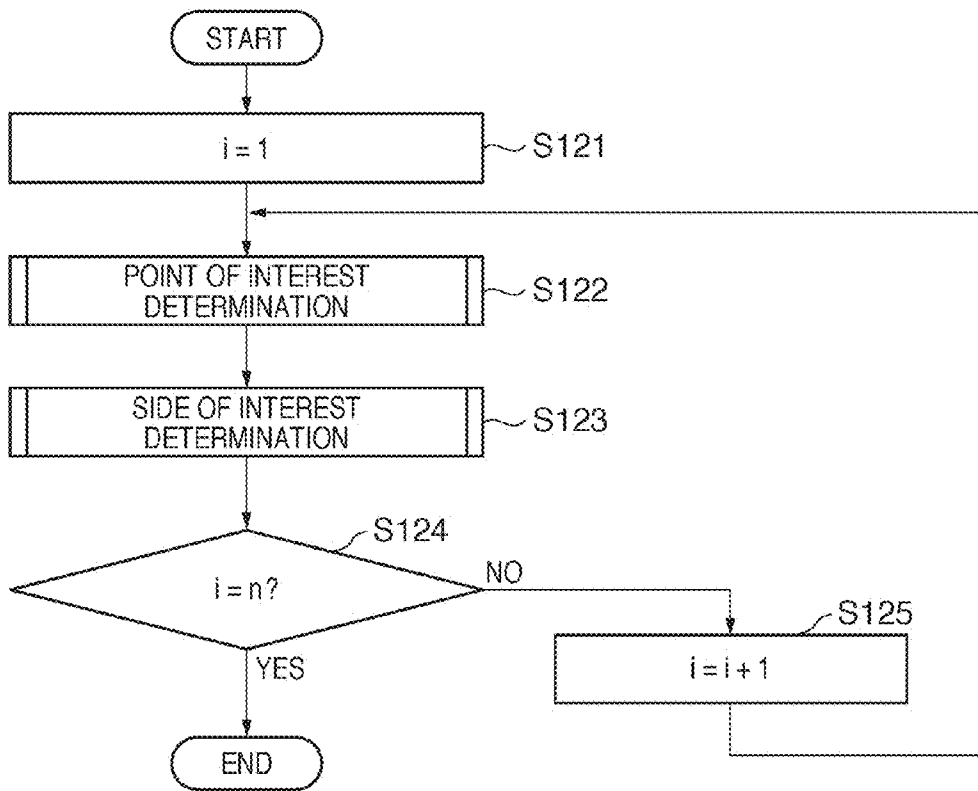 START
i = 1
S121
POINT OF INTEREST
DETERMINATION
S122
SIDE OF INTEREST
DETERMINATION
S123
S124
i = n?
NO
S125
i = i + 1
YES
END